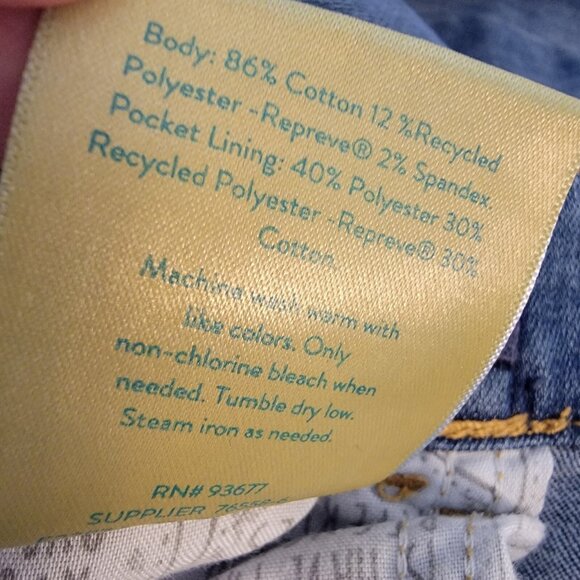 Body: 86% Cotton 12 %Recycled
Polyester -Repreve® 2% Spandex.
Pocket Lining: 40% Polyester 30%
Recycled Polyester -Repreve® 30%
Cotton.
Machine wash warm with
like colors. Only
non-chlorine bleach when
needed. Tumble dry low.
Steam iron as needed.
RN# 93677
SUPPLIER